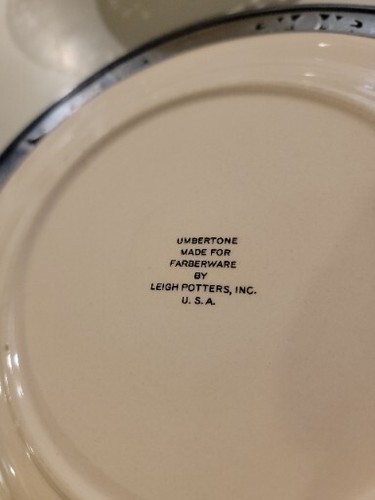 UMBERTONE
MADE FOR
FARBERWARE
BY
LEIGH POTTERS, INC.
U. S. A.